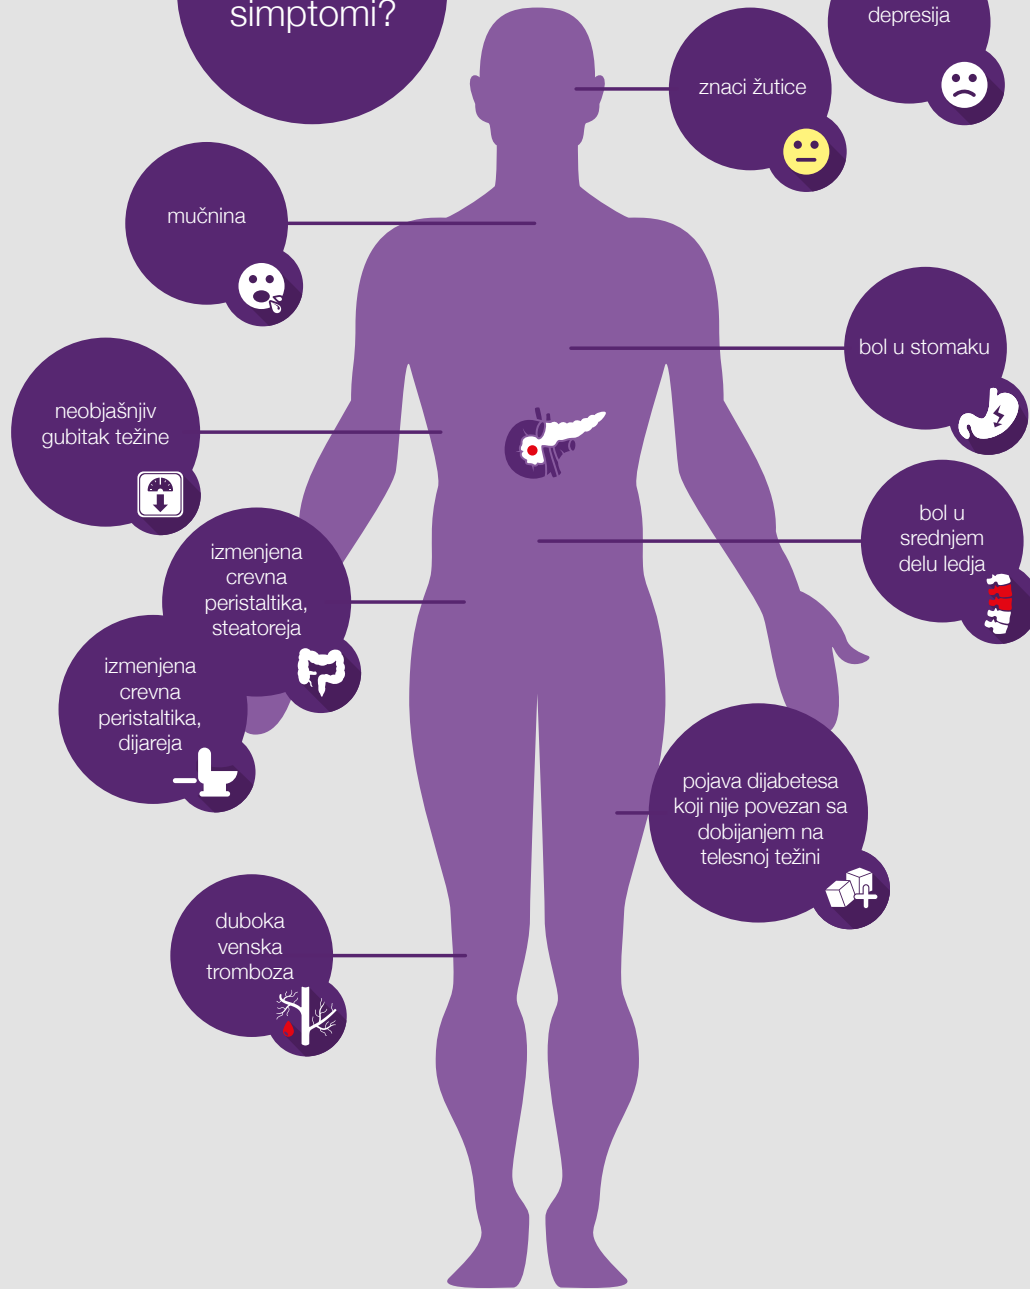 simptomi?
depresija
znaci žutice
mučnina
bol u stomaku
neobjašnjiv
gubitak težine
bol u
srednjem
delu ledja
izmenjena
crevna
peristaltika,
steatoreja
izmenjena
crevna
peristaltika,
dijareja
pojava dijabetesa
koji nije povezan sa
dobijanjem na
telesnoj težini
duboka
venska
tromboza